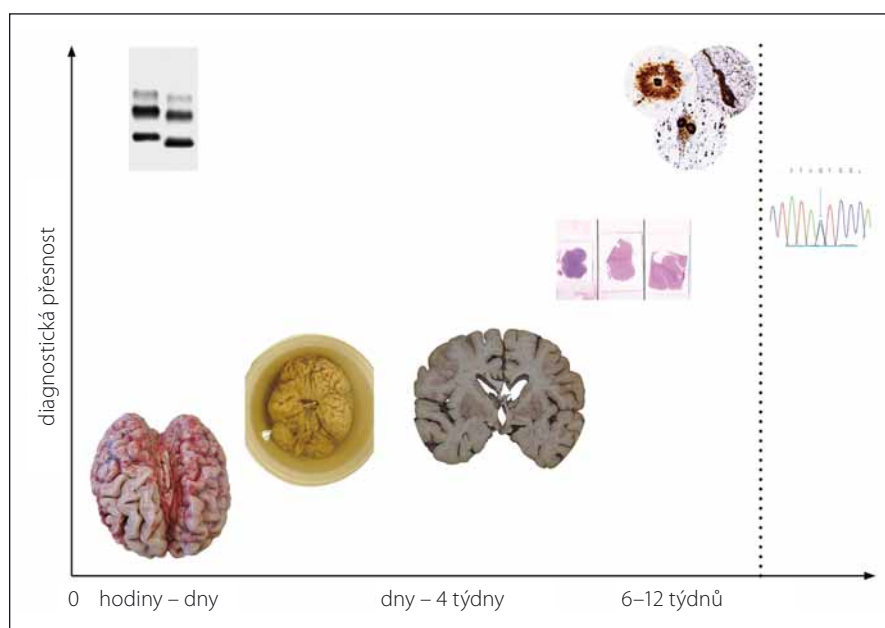 diagnostická přesnost
0 hodiny – dny dny – 4 týdny 6–12 týdnů